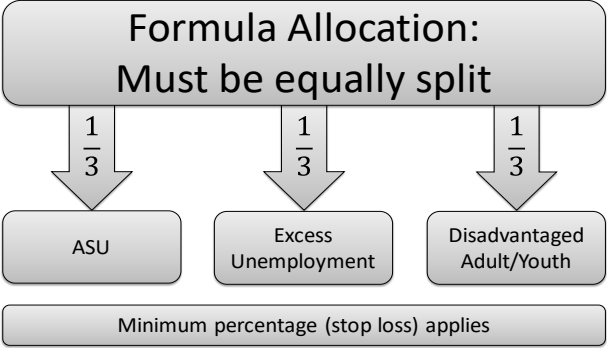 Formula Allocation:
Must be equally split
1/3
1/3
1/3
ASU
Excess
Unemployment
Disadvantaged
Adult/Youth
Minimum percentage (stop loss) applies